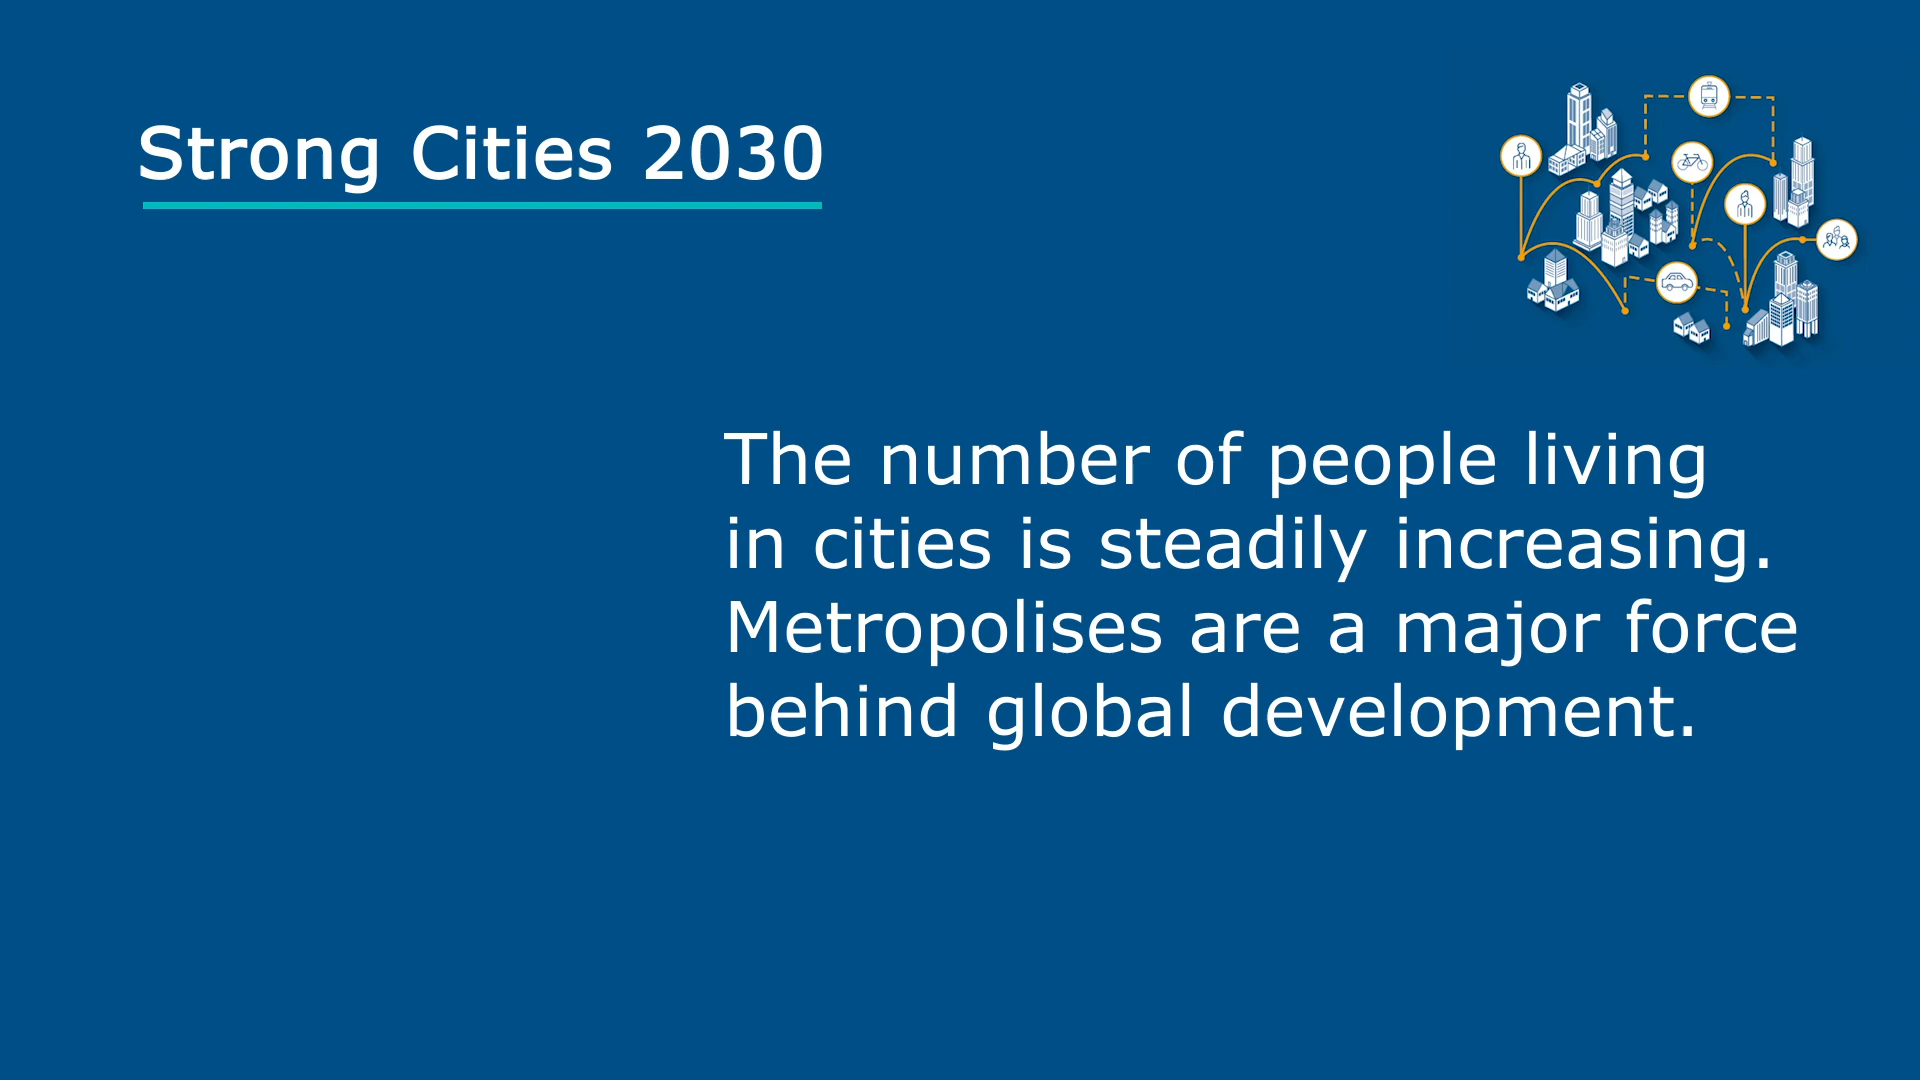 Strong Cities 2030
The number of people living
in cities is steadily increasing.
Metropolises are a major force
behind global development.